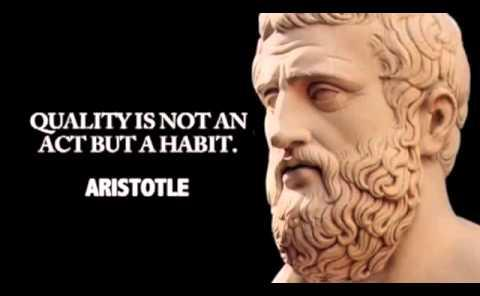 QUALITY IS NOT AN
ACT BUT A HABIT.
ARISTOTLE